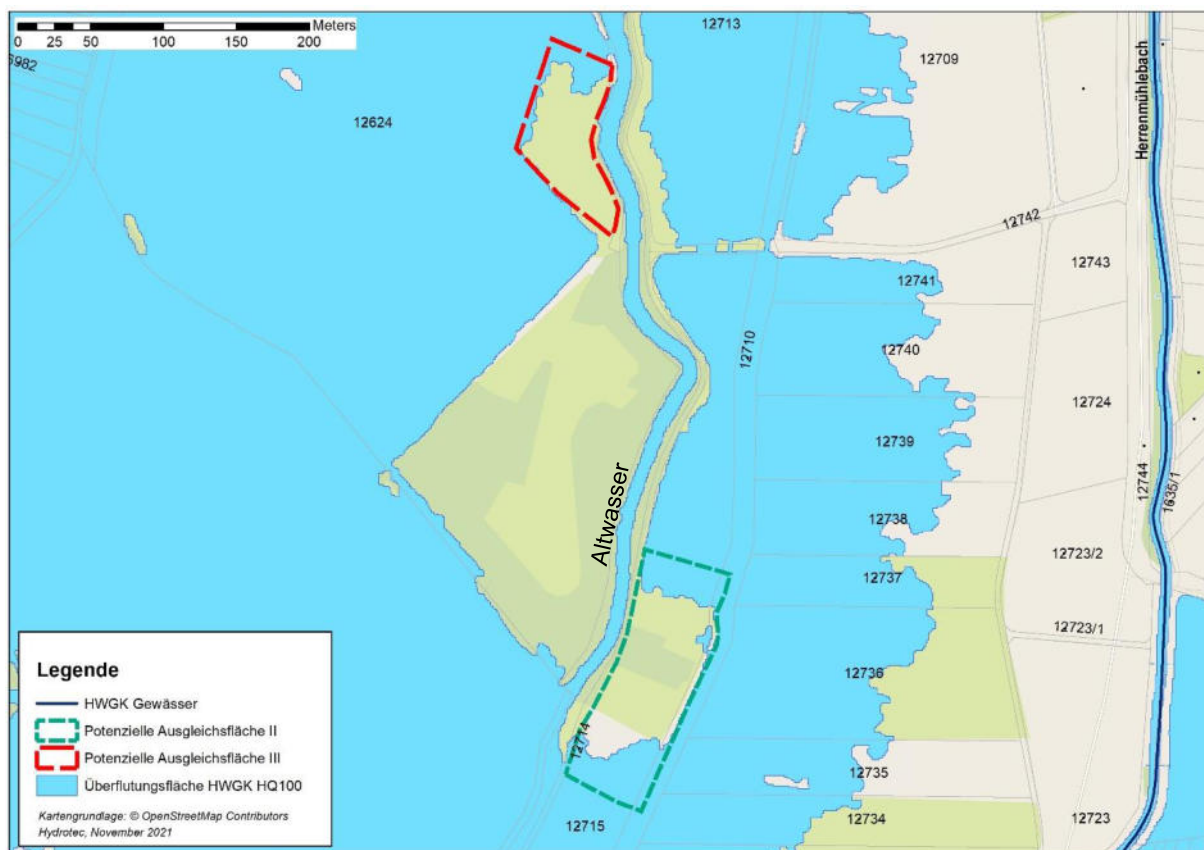 Meters
0 25 50 100 150 200
6982
12713
12709
12624
Herrenmühlebach
12742
12743
12741
12710
12740
12724
12739
Altwasser
12744
1635/1
12738
12723/2
12737
12723/1
12736
12714
12735
12715
12734
12723
Legende
HWGK Gewässer
Potenzielle Ausgleichsfläche II
Potenzielle Ausgleichsfläche III
Überflutungsfläche HWGK HQ100
Kartengrundlage: © OpenStreetMap Contributors
Hydrotec, November 2021